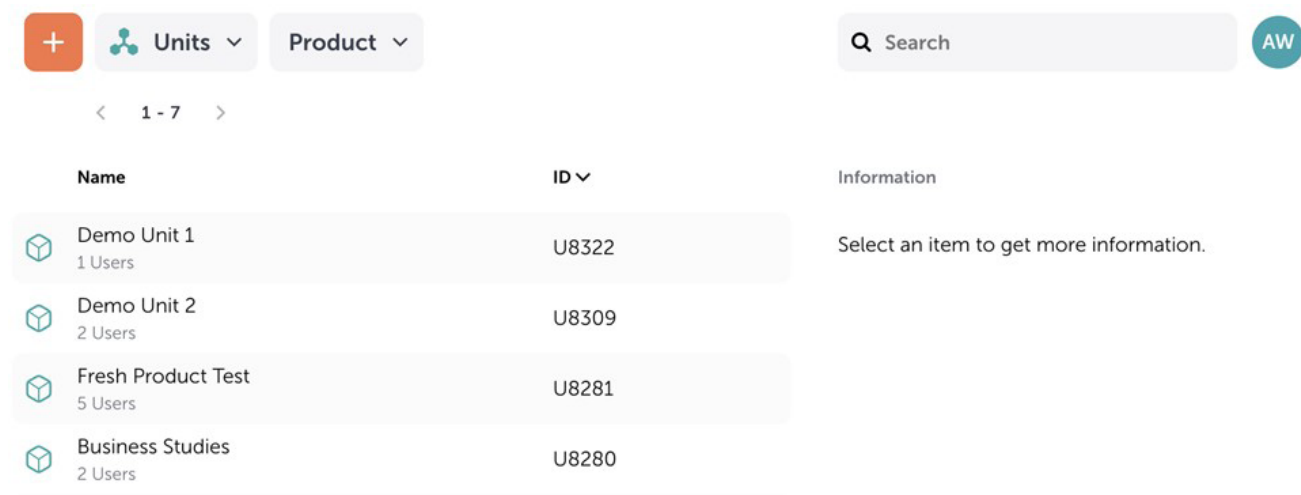 + Units Product Search AW
1 - 7
Name ID Information
Demo Unit 1
1 Users
U8322
Select an item to get more information.
Demo Unit 2
2 Users
U8309
Fresh Product Test
5 Users
U8281
Business Studies
2 Users
U8280